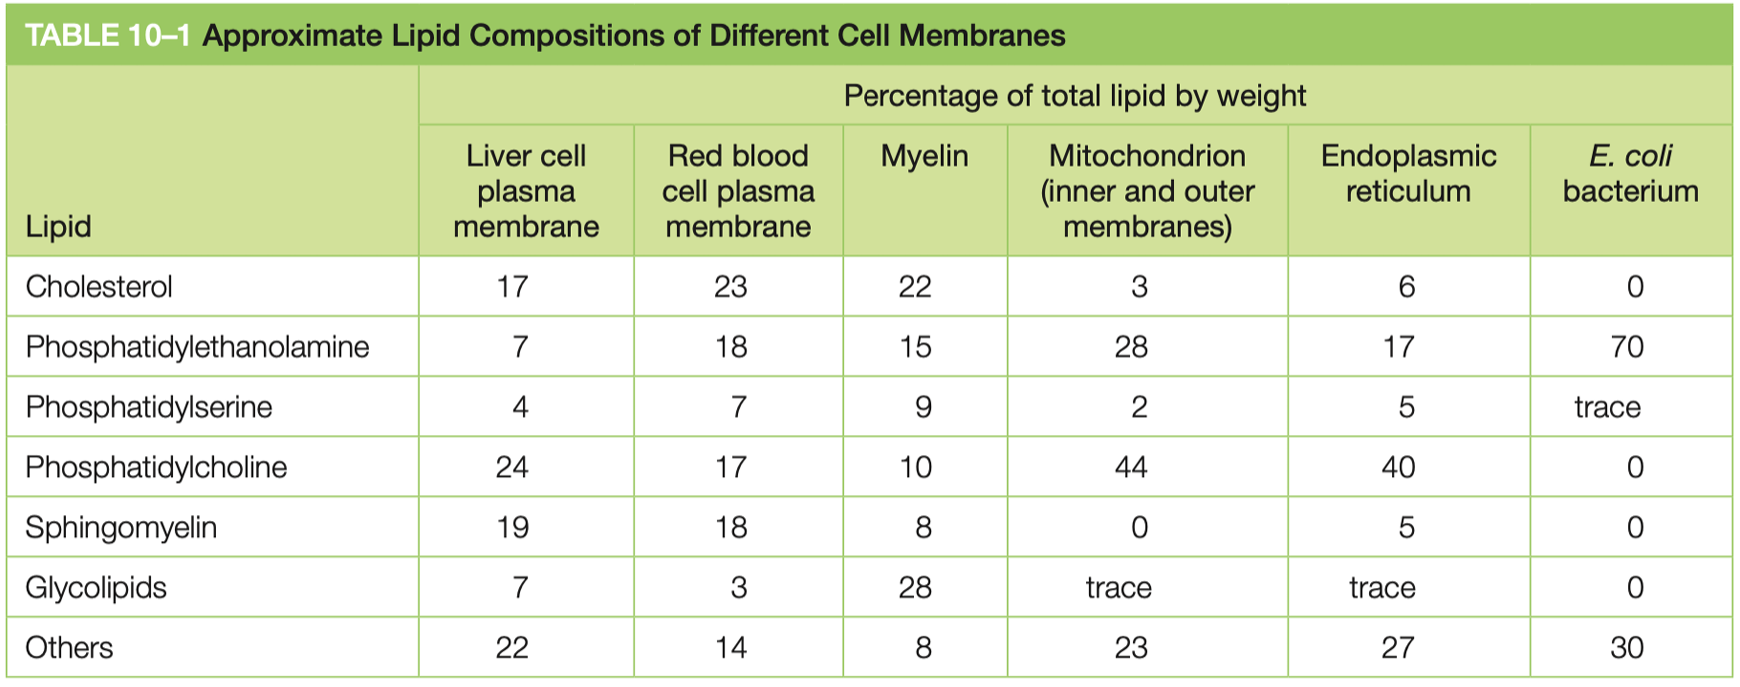 TABLE 10–1 Approximate Lipid Compositions of Different Cell Membranes
Percentage of total lipid by weight
Lipid
Liver cell
plasma
membrane
Red blood
cell plasma
membrane
Myelin
Mitochondrion
(inner and outer
membranes)
Endoplasmic
reticulum
E. coli
bacterium
Cholesterol 17 23 22 3 6 0
Phosphatidylethanolamine 7 18 15 28 17 70
Phosphatidylserine 4 7 9 2 5 trace
Phosphatidylcholine 24 17 10 44 40 0
Sphingomyelin 19 18 8 0 5 0
Glycolipids 7 3 28 trace trace 0
Others 22 14 8 23 27 30